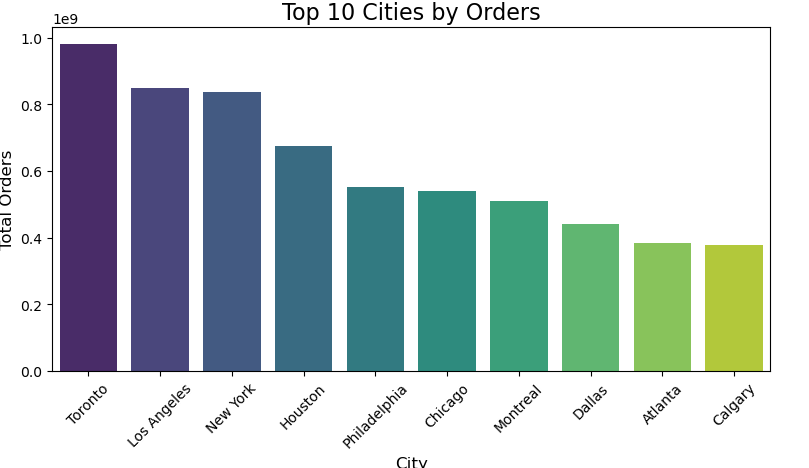 Top 10 Cities by Orders
1e9
1.0
0.8
0.6
0.4
0.2
0.0
Total Orders
Toronto
Los Angeles
New York
Houston
Philadelphia
Chicago
Montreal
Dallas
Atlanta
Calgary
City